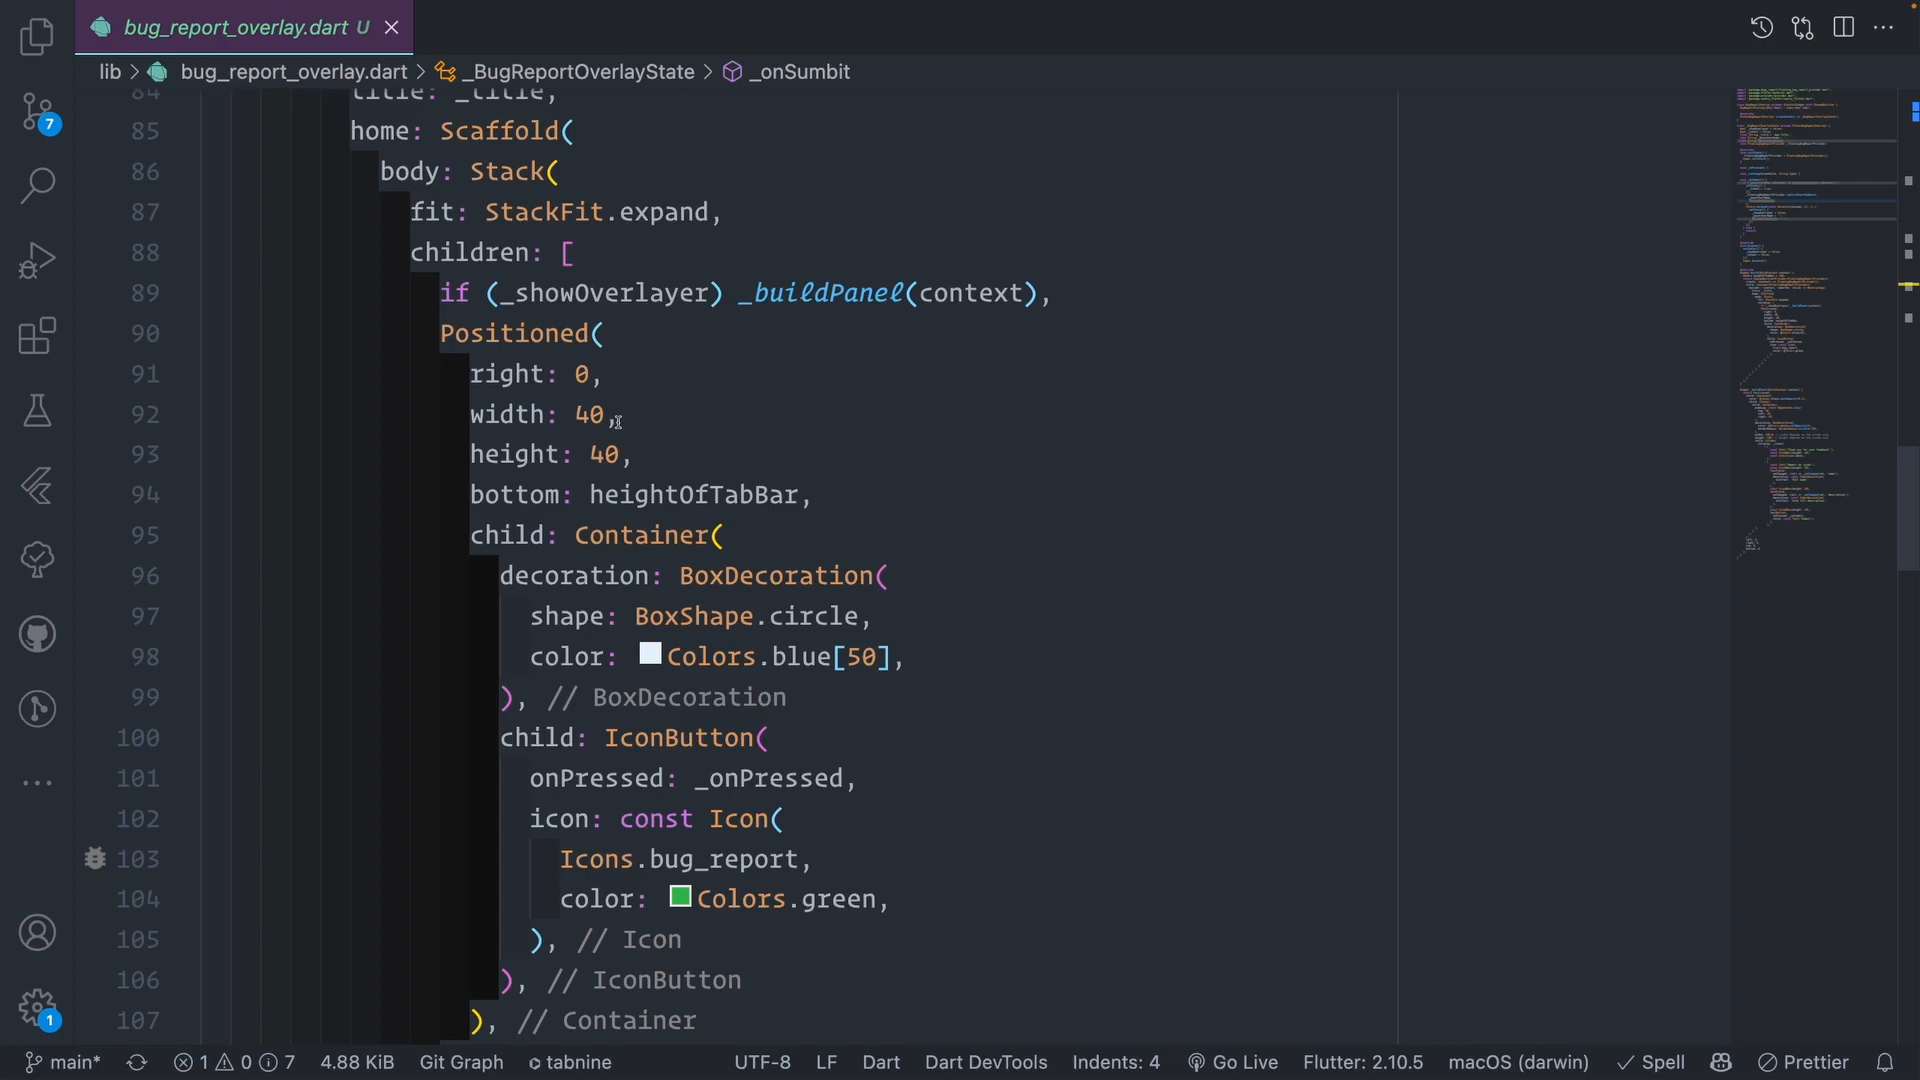 bug_report_overlay.dart U
lib > bug_report_overlay.dart > _BugReportOverlayState > _onSumbit
84 title: _title,
85 home: Scaffold(
86 body: Stack(
87 fit: StackFit.expand,
88 children: [
89 if (_showOverlayer) _buildPanel(context),
90 Positioned(
91 right: 0,
92 width: 40,
93 height: 40,
94 bottom: heightOfTabBar,
95 child: Container(
96 decoration: BoxDecoration(
97 shape: BoxShape.circle,
98 color: Colors.blue[50],
99 ), // BoxDecoration
100 child: IconButton(
101 onPressed: _onPressed,
102 icon: const Icon(
103 Icons.bug_report,
104 color: Colors.green,
105 ), // Icon
106 ), // IconButton
107 ), // Container
7
1
main* 1 0 7 4.88 KiB Git Graph tabnine UTF-8 LF Dart Dart DevTools Indents: 4 Go Live Flutter: 2.10.5 macOS (darwin) Spell Prettier